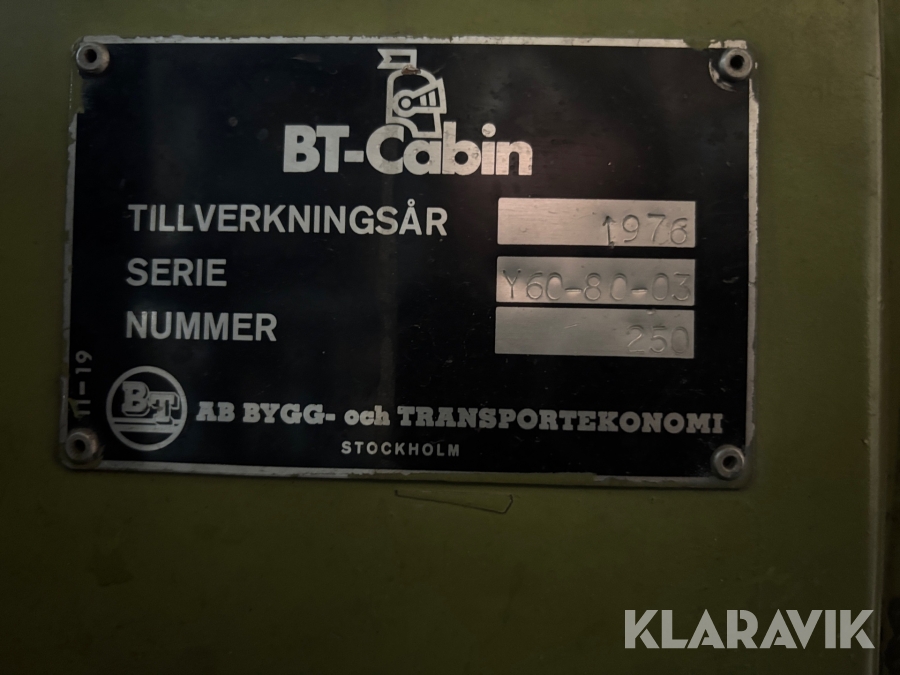 BT-Cabin
TILLVERKNINGSÅR 1976
SERIE Y60-80-03
NUMMER 250
11-19
BT AB BYGG- och TRANSPORTEKONOMI
STOCKHOLM
KLARAVIK